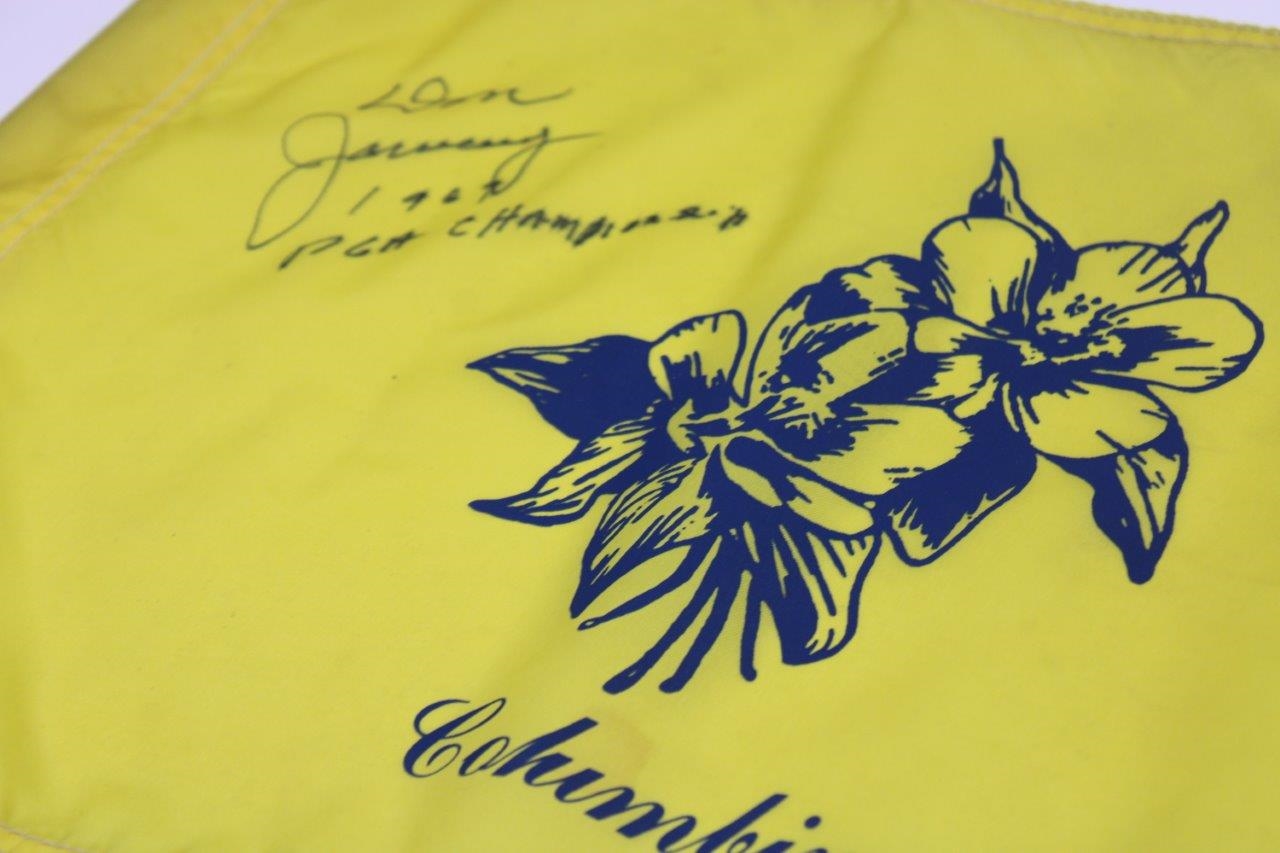 Don
January
1967
PGA CHAMPIONSHIP
Columbi